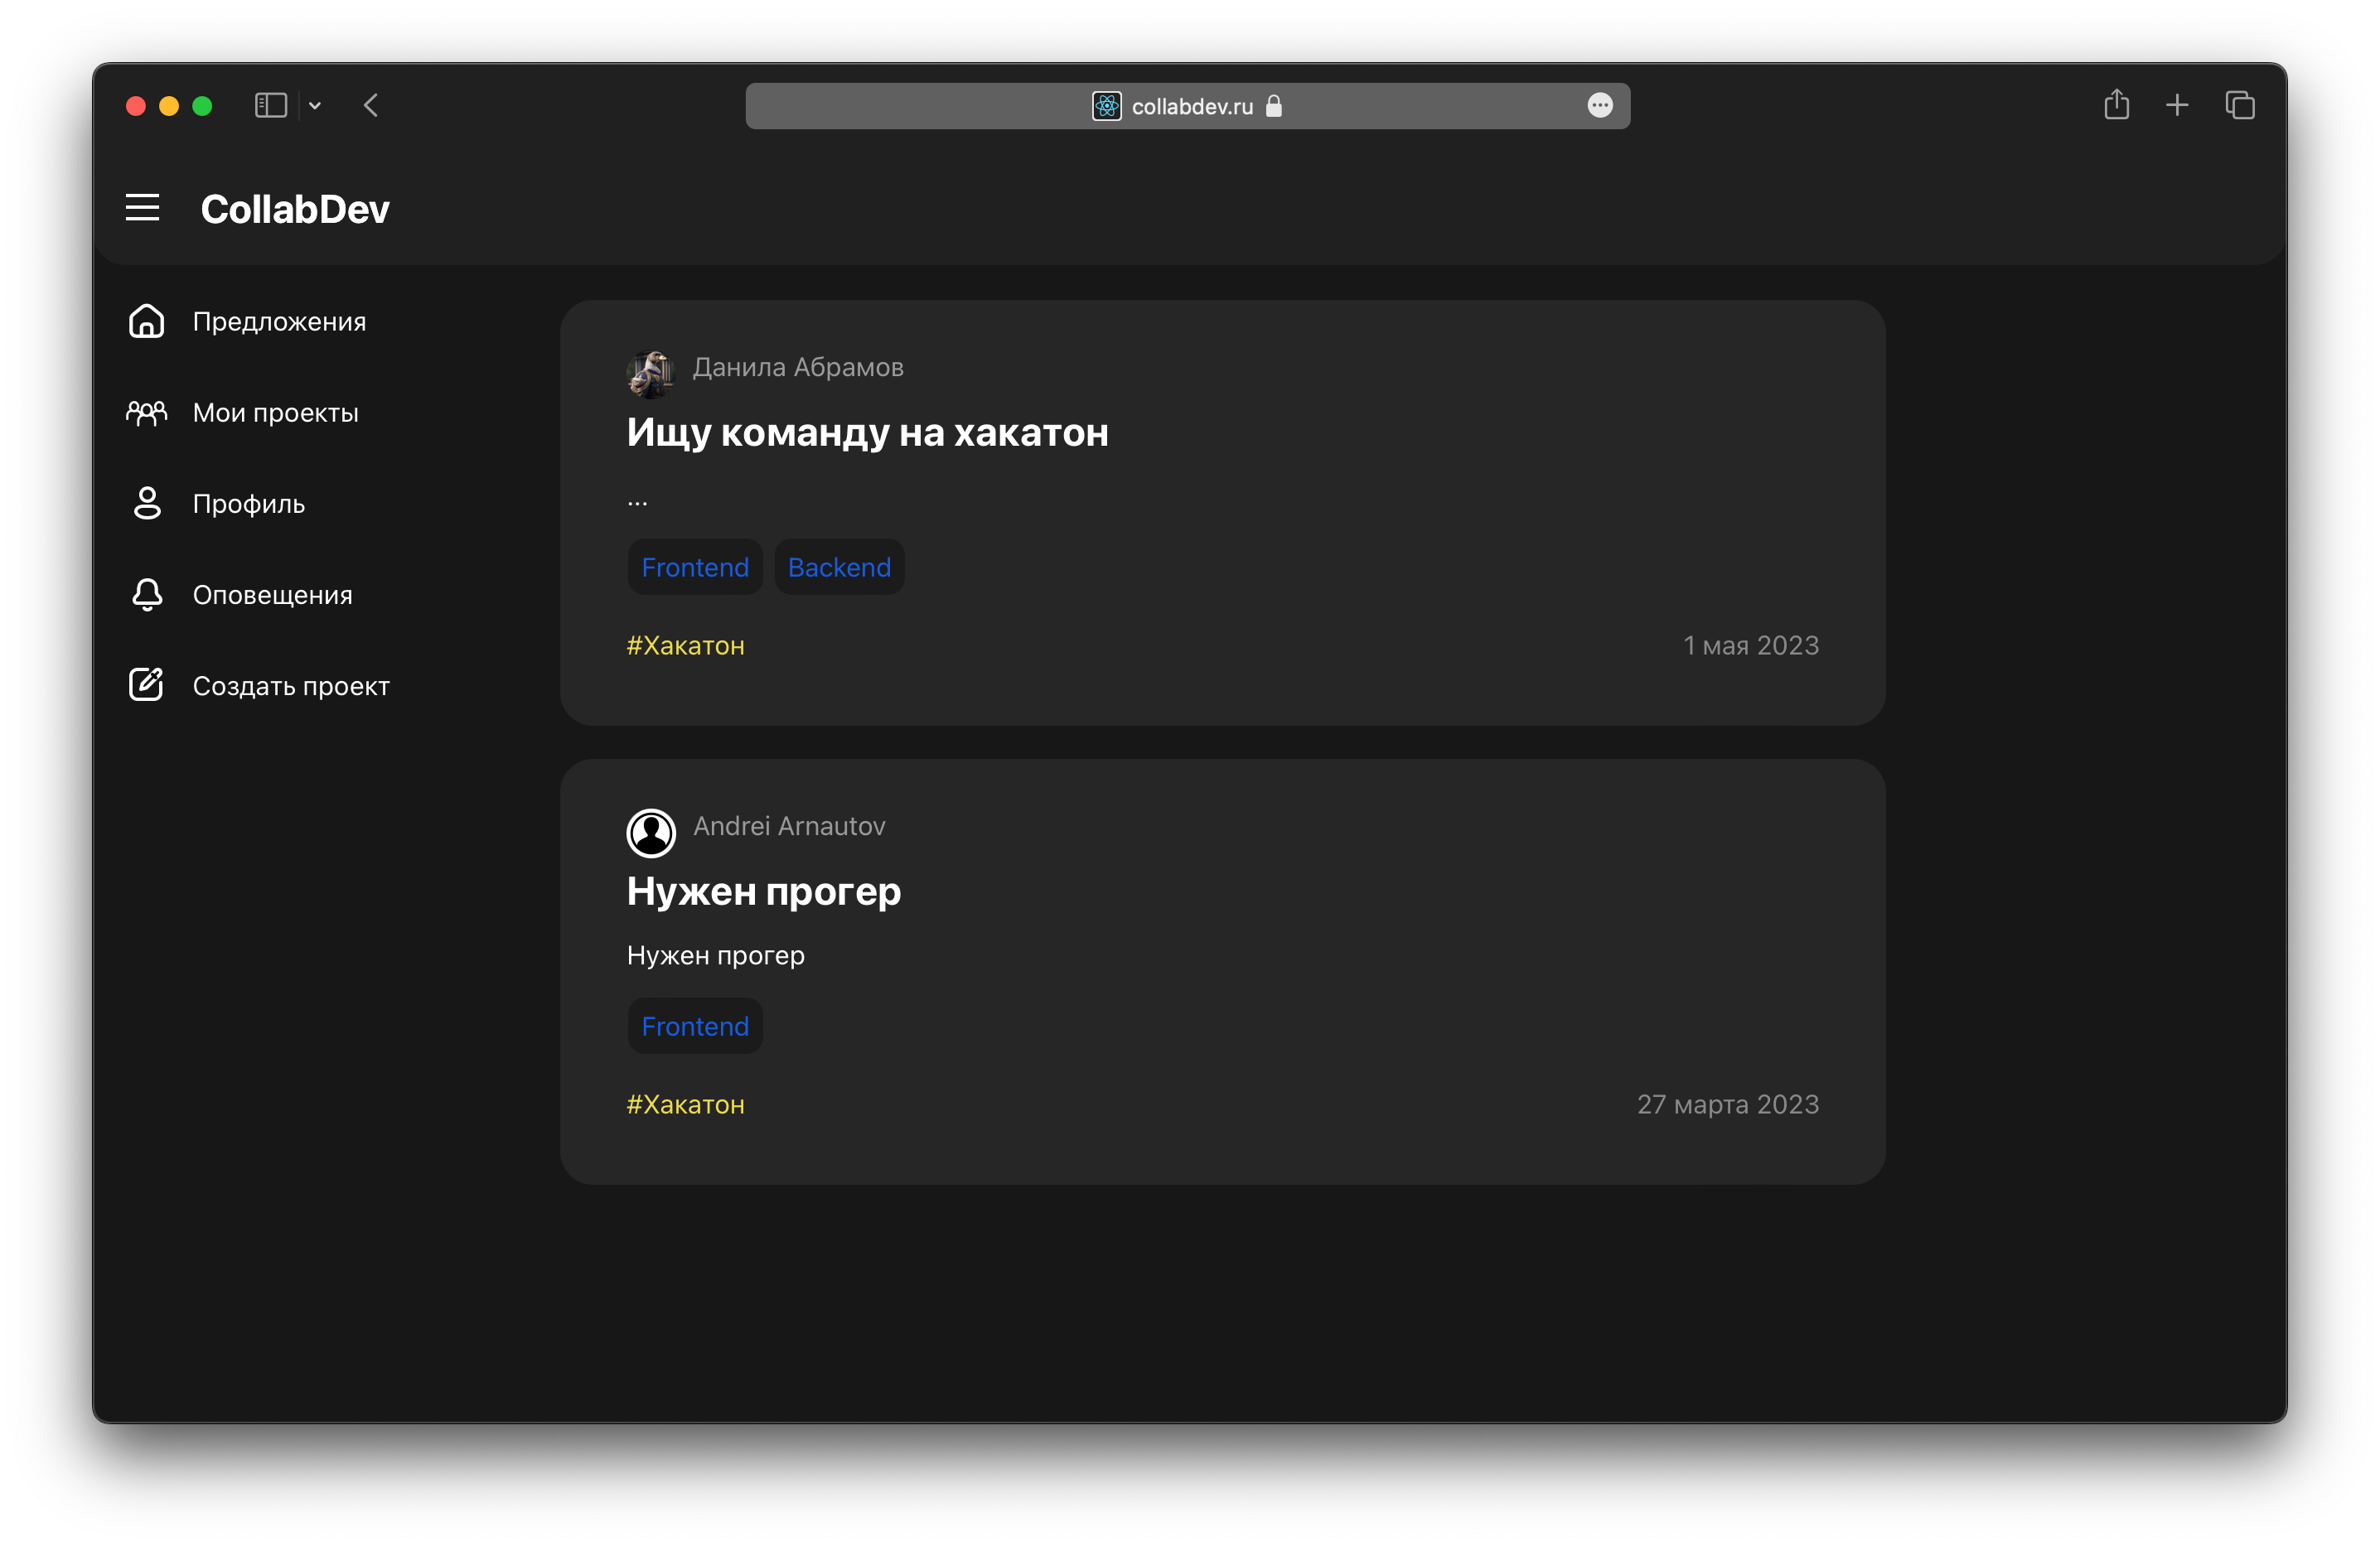 collabdev.ru
CollabDev
Предложения
Мои проекты
Профиль
Оповещения
Создать проект
Данила Абрамов
Ищу команду на хакатон
...
Frontend Backend
#Хакатон 1 мая 2023
Andrei Arnautov
Нужен прогер
Нужен прогер
Frontend
#Хакатон 27 марта 2023